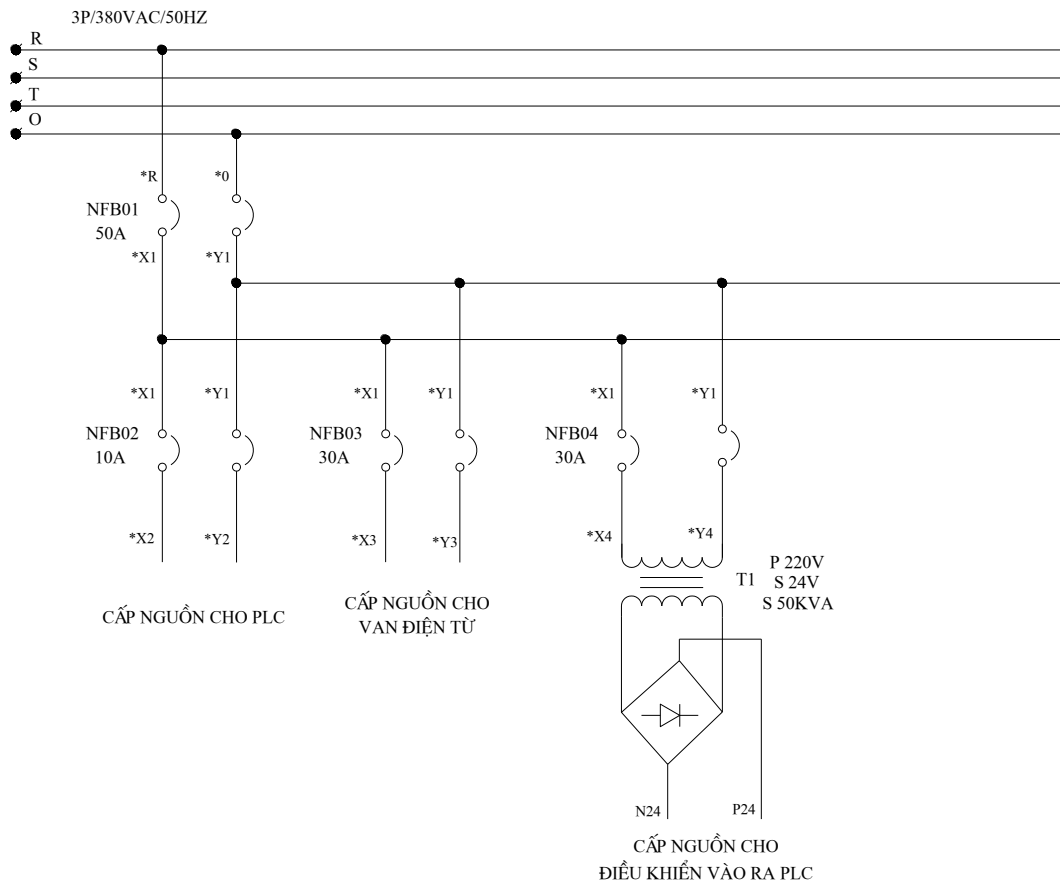 3P/380VAC/50HZ
R
S
T
O
*R
*0
NFB01
50A
*X1
*Y1
*X1
*Y1
*X1
*Y1
*X1
*Y1
NFB02
10A
NFB03
30A
NFB04
30A
*X2
*Y2
*X3
*Y3
*X4
*Y4
T1
P 220V
S 24V
S 50KVA
CẤP NGUỒN CHO PLC
CẤP NGUỒN CHO
VAN ĐIỆN TỪ
N24
P24
CẤP NGUỒN CHO
ĐIỀU KHIỂN VÀO RA PLC